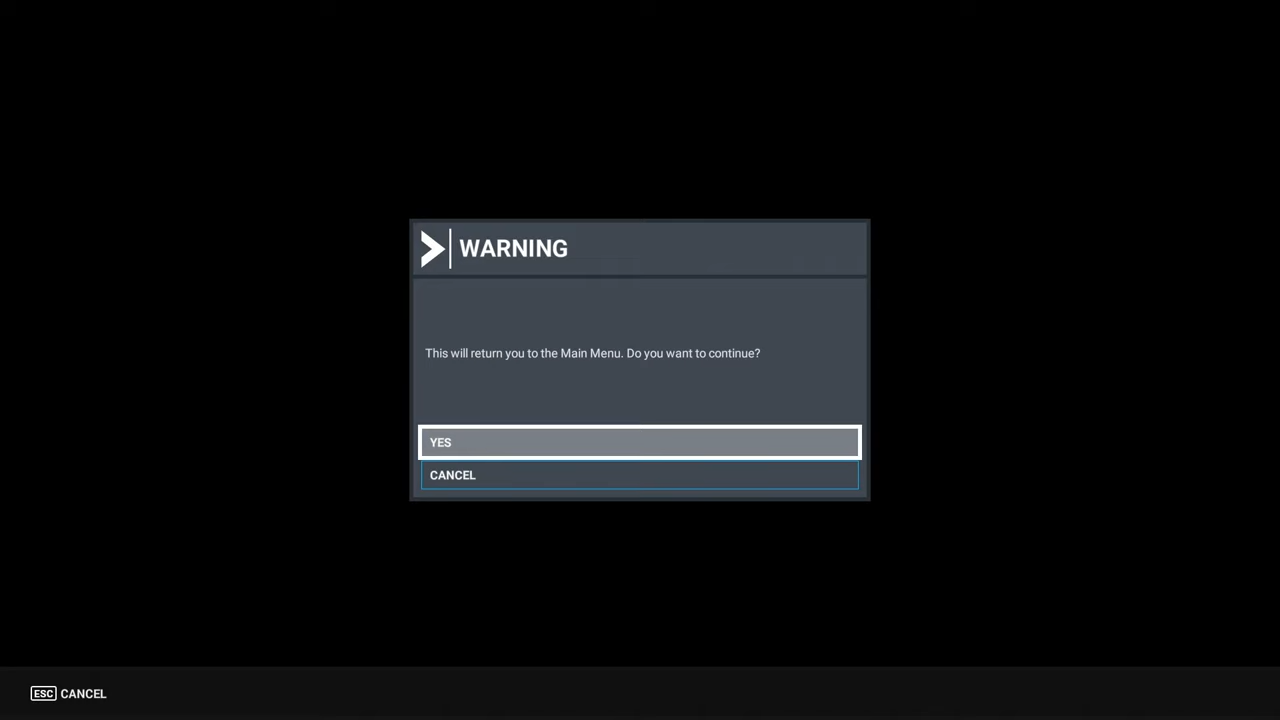 WARNING
This will return you to the Main Menu. Do you want to continue?
YES
CANCEL
ESC CANCEL